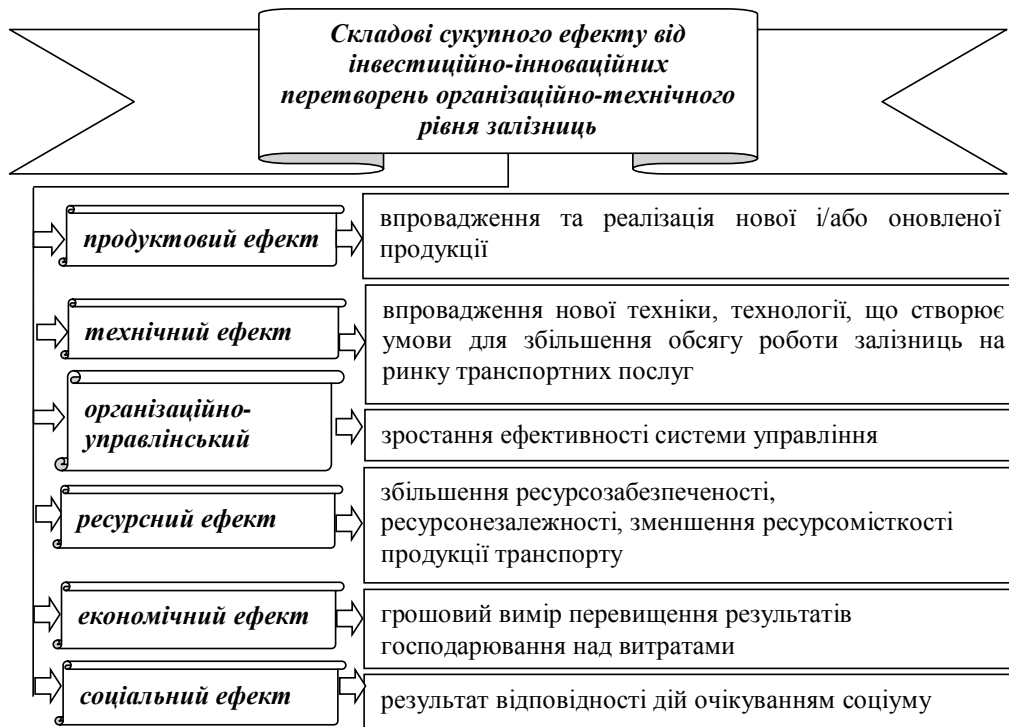 Складові сукупного ефекту від
інвестиційно-інноваційних
перетворень організаційно-технічного
рівня залізниць
продуктовий ефект
впровадження та реалізація нової і/або оновленої
продукції
технічний ефект
впровадження нової техніки, технології, що створює
умови для збільшення обсягу роботи залізниць на
ринку транспортних послуг
організаційно-
управлінський
зростання ефективності системи управління
ресурсний ефект
збільшення ресурсозабезпеченості,
ресурсонезалежності, зменшення ресурсомісткості
продукції транспорту
економічний ефект
грошовий вимір перевищення результатів
господарювання над витратами
соціальний ефект
результат відповідності дій очікуванням соціуму